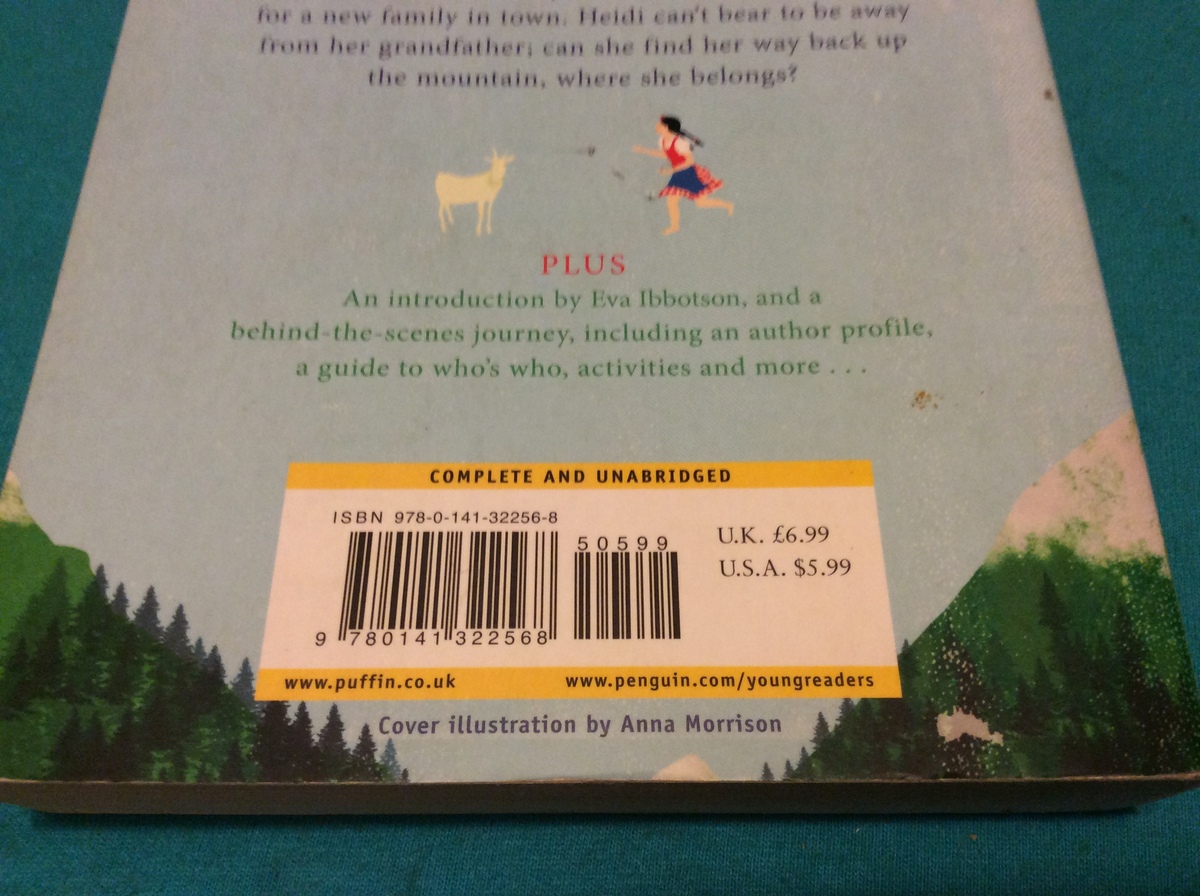 for a new family in town. Heidi can't bear to be away
from her grandfather; can she find her way back up
the mountain, where she belongs?
PLUS
An introduction by Eva Ibbotson, and a
behind-the-scenes journey, including an author profile,
a guide to who's who, activities and more . . .
COMPLETE AND UNABRIDGED
ISBN 978-0-141-32256-8
50599
U.K. £6.99
U.S.A. $5.99
9 780141 322568
www.puffin.co.uk
www.penguin.com/youngreaders
Cover illustration by Anna Morrison